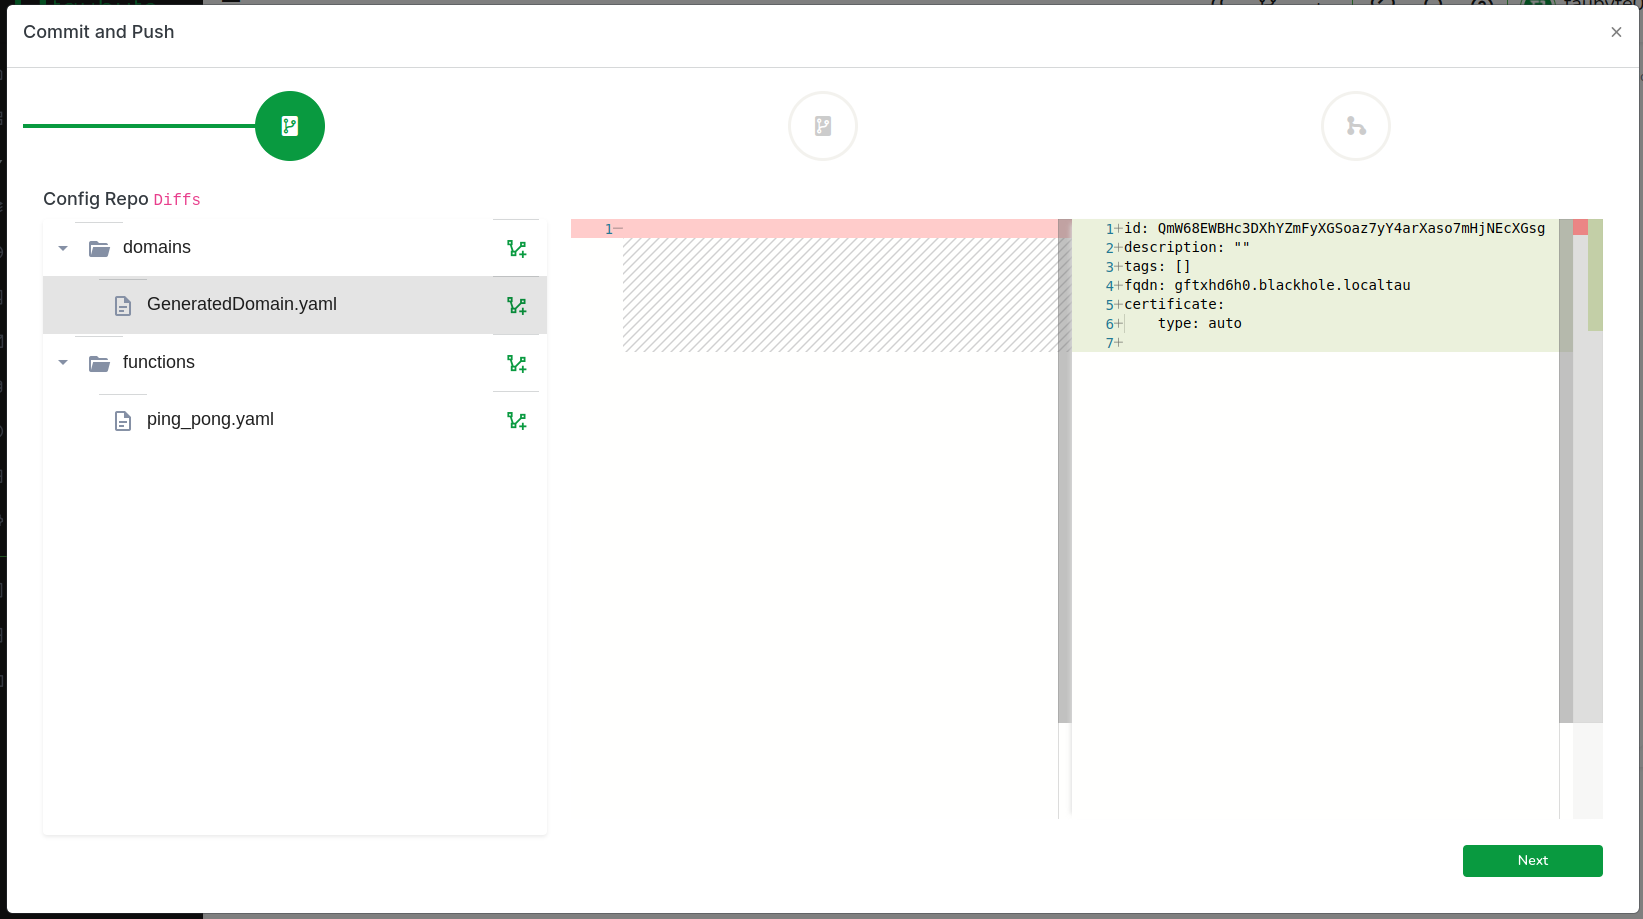 Commit and Push
Config Repo Diffs
domains
GeneratedDomain.yaml
functions
ping_pong.yaml
1
1 id: QmW68EWBHc3DXhYZmFyXGSoaz7yY4arXaso7mHjNEcXGsg
2 description: ""
3 tags: []
4 fqdn: gftxhd6h0.blackhole.localtau
5 certificate:
6 type: auto
7
Next